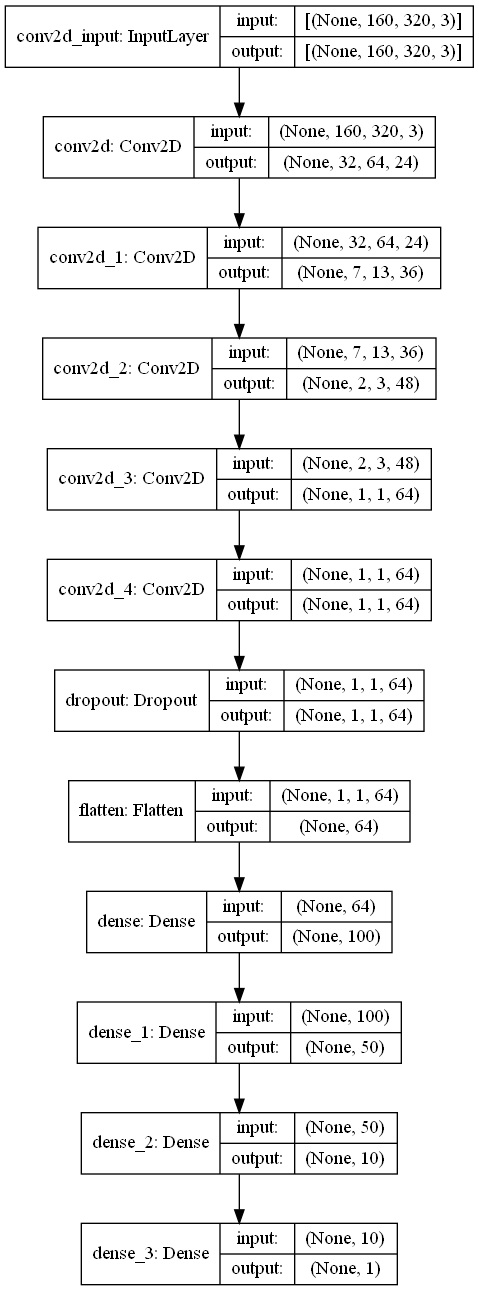 conv2d_input: InputLayer
input: [(None, 160, 320, 3)]
output: [(None, 160, 320, 3)]
conv2d: Conv2D
input: (None, 160, 320, 3)
output: (None, 32, 64, 24)
conv2d_1: Conv2D
input: (None, 32, 64, 24)
output: (None, 7, 13, 36)
conv2d_2: Conv2D
input: (None, 7, 13, 36)
output: (None, 2, 3, 48)
conv2d_3: Conv2D
input: (None, 2, 3, 48)
output: (None, 1, 1, 64)
conv2d_4: Conv2D
input: (None, 1, 1, 64)
output: (None, 1, 1, 64)
dropout: Dropout
input: (None, 1, 1, 64)
output: (None, 1, 1, 64)
flatten: Flatten
input: (None, 1, 1, 64)
output: (None, 64)
dense: Dense
input: (None, 64)
output: (None, 100)
dense_1: Dense
input: (None, 100)
output: (None, 50)
dense_2: Dense
input: (None, 50)
output: (None, 10)
dense_3: Dense
input: (None, 10)
output: (None, 1)